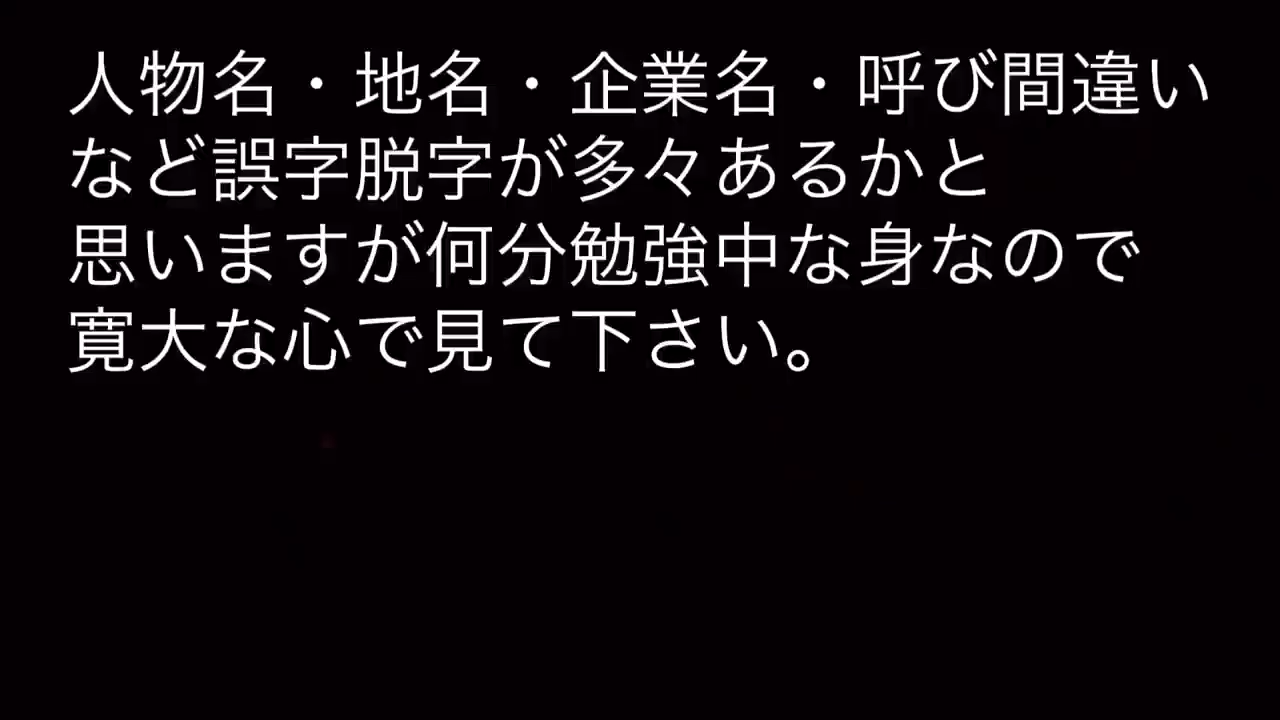 人物名・地名・企業名・呼び間違い
など誤字脱字が多々あるかと
思いますが何分勉強中な身なので
寛大な心で見て下さい。